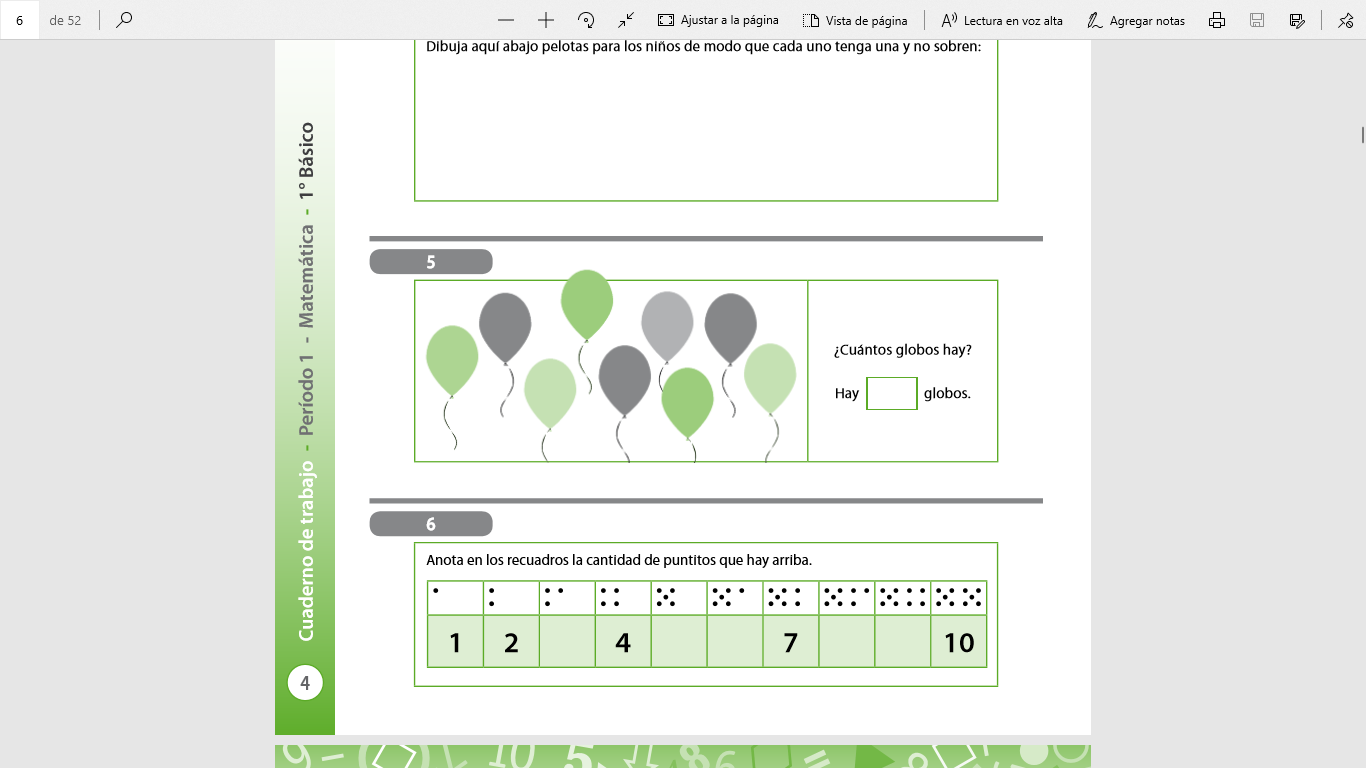 6 de 52 Ajustar a la página Vista de página Lectura en voz alta Agregar notas
Dibuja aquí abajo pelotas para los niños de modo que cada uno tenga una y no sobren:
Cuaderno de trabajo - Período 1 - Matemática - 1° Básico
5
¿Cuántos globos hay?
Hay globos.
6
Anota en los recuadros la cantidad de puntitos que hay arriba.
1 2 4 7 10
4